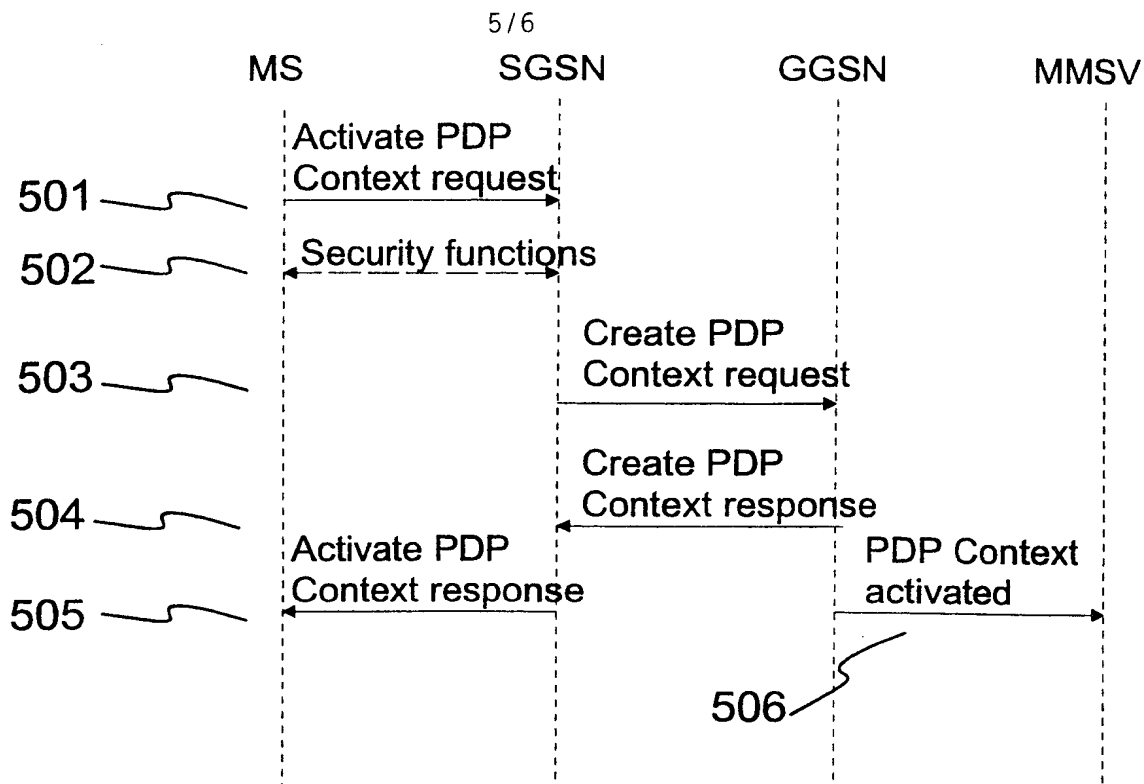 5/6
MS SGSN GGSN MMSV
Activate PDP
Context request
501
Security functions
502
Create PDP
Context request
503
Create PDP
Context response
504
Activate PDP
Context response
PDP Context
activated
505
506